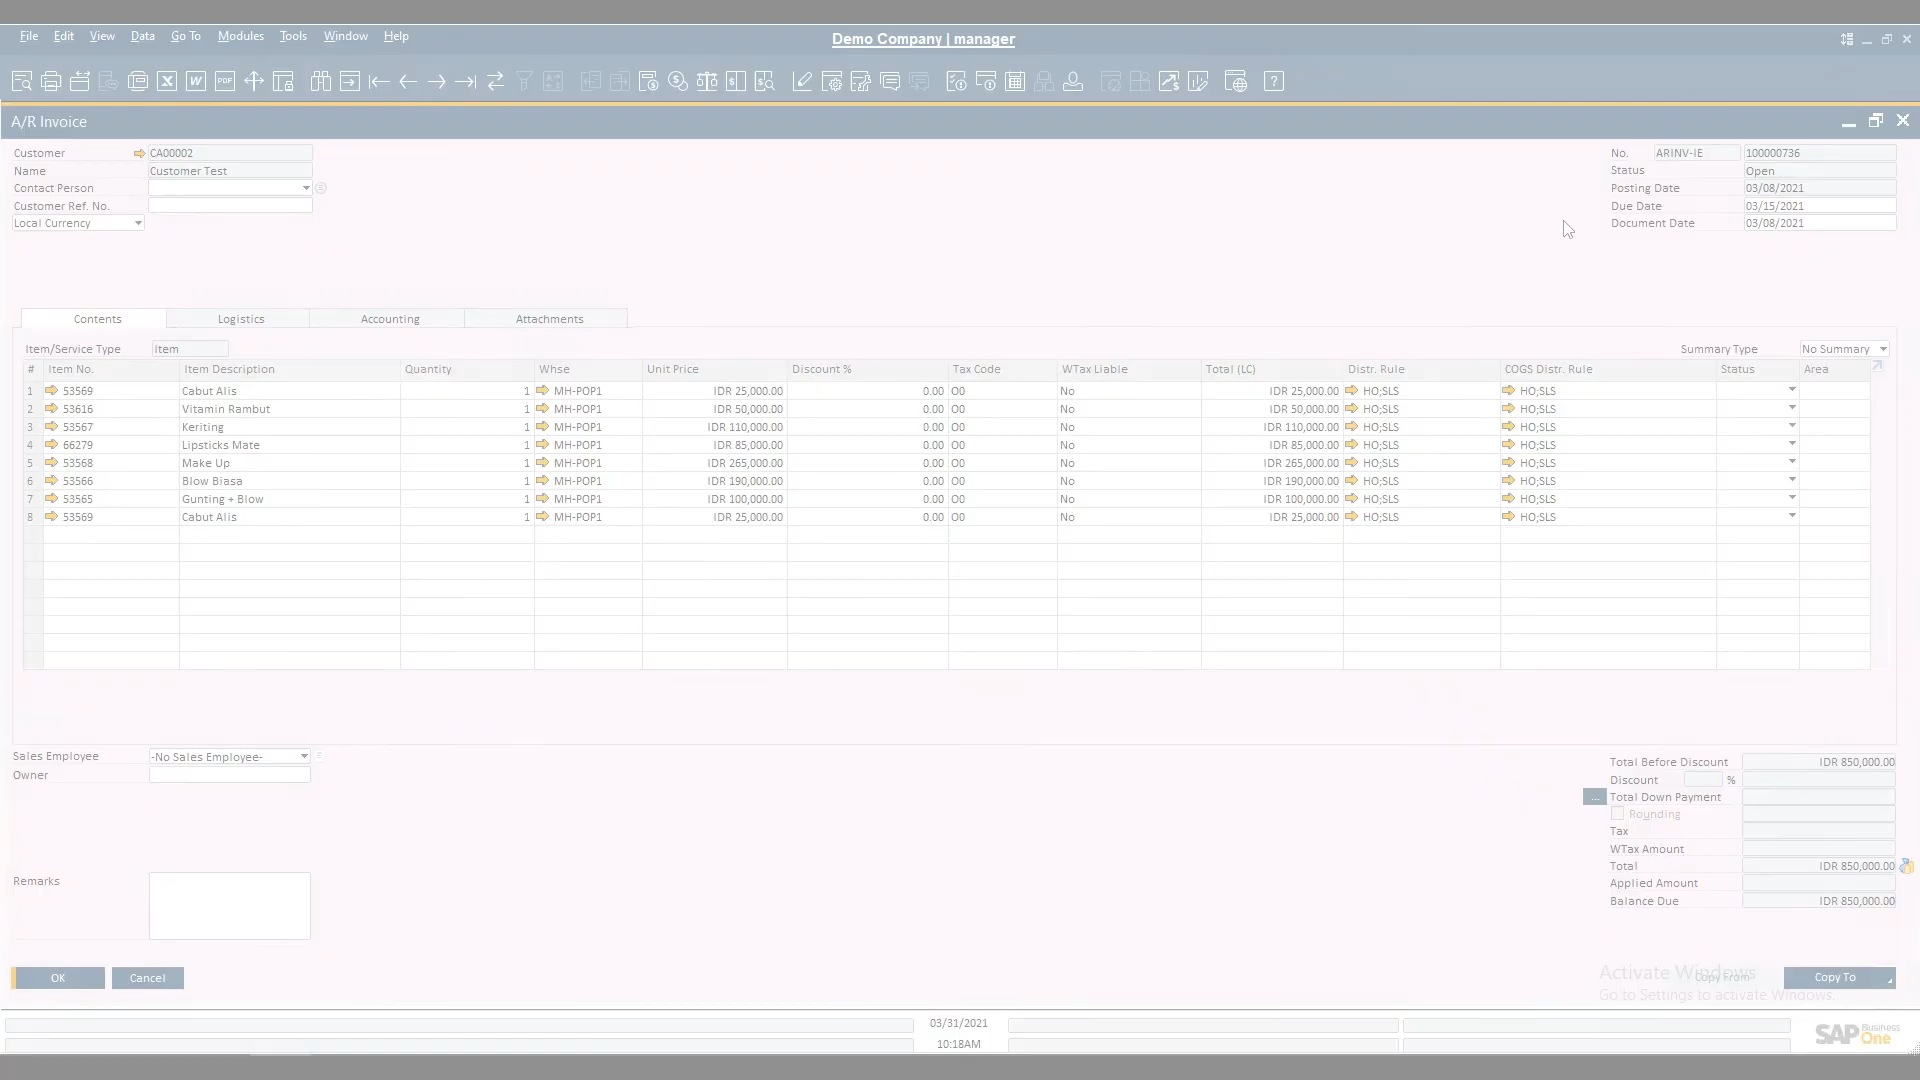 File Edit View Data Go To Modules Tools Window Help
Demo Company | manager
A/R Invoice
Customer CA00002
Name Customer Test
Contact Person
Customer Ref. No.
Local Currency
No. ARINV-IE 100000736
Status Open
Posting Date 03/08/2021
Due Date 03/15/2021
Document Date 03/08/2021
Contents Logistics Accounting Attachments
Item/Service Type Item Summary Type No Summary
# Item No. Item Description Quantity Whse Unit Price Discount % Tax Code WTax Liable Total (LC) Distr. Rule COGS Distr. Rule Status Area
1 53569 Cabut Alis 1 MH-POP1 IDR 25,000.00 0.00 O0 No IDR 25,000.00 HO;SLS HO;SLS
2 53616 Vitamin Rambut 1 MH-POP1 IDR 50,000.00 0.00 O0 No IDR 50,000.00 HO;SLS HO;SLS
3 53567 Keriting 1 MH-POP1 IDR 110,000.00 0.00 O0 No IDR 110,000.00 HO;SLS HO;SLS
4 66279 Lipsticks Mate 1 MH-POP1 IDR 85,000.00 0.00 O0 No IDR 85,000.00 HO;SLS HO;SLS
5 53568 Make Up 1 MH-POP1 IDR 265,000.00 0.00 O0 No IDR 265,000.00 HO;SLS HO;SLS
6 53566 Blow Biasa 1 MH-POP1 IDR 190,000.00 0.00 O0 No IDR 190,000.00 HO;SLS HO;SLS
7 53565 Gunting + Blow 1 MH-POP1 IDR 100,000.00 0.00 O0 No IDR 100,000.00 HO;SLS HO;SLS
8 53569 Cabut Alis 1 MH-POP1 IDR 25,000.00 0.00 O0 No IDR 25,000.00 HO;SLS HO;SLS
Sales Employee -No Sales Employee-
Owner
Remarks
Total Before Discount IDR 850,000.00
Discount %
... Total Down Payment
Rounding
Tax
WTax Amount
Total IDR 850,000.00
Applied Amount
Balance Due IDR 850,000.00
OK Cancel Copy From Copy To
Activate Windows
Go to Settings to activate Windows.
03/31/2021
10:18AM
SAP Business One